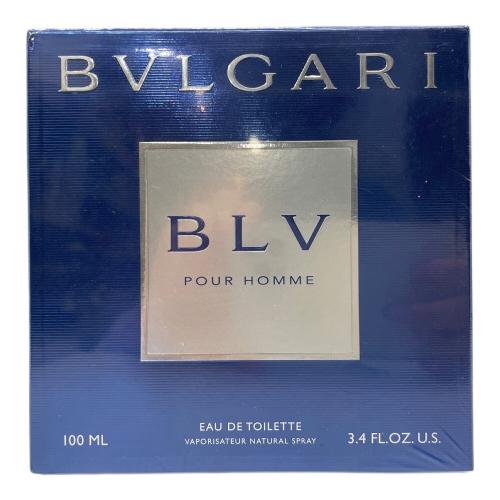 BVLGARI
BLV
POUR HOMME
EAU DE TOILETTE
100 ML VAPORISATEUR NATURAL SPRAY 3.4 FL.OZ. U.S.